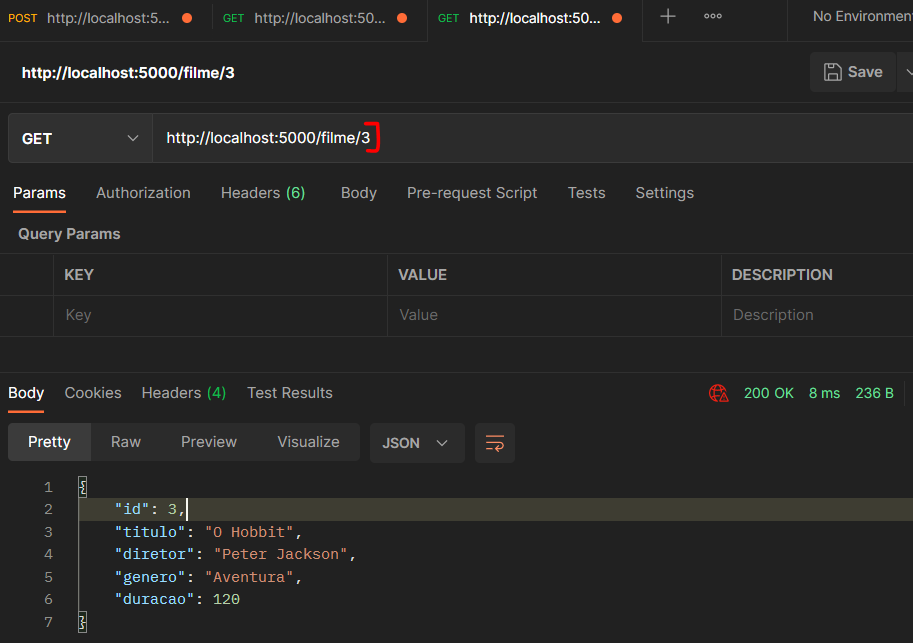 POST http://localhost:5... GET http://localhost:50... GET http://localhost:50... + ooo No Environmen
http://localhost:5000/filme/3 Save
GET http://localhost:5000/filme/3
Params Authorization Headers (6) Body Pre-request Script Tests Settings
Query Params
KEY VALUE DESCRIPTION
Key Value Description
Body Cookies Headers (4) Test Results 200 OK 8 ms 236 B
Pretty Raw Preview Visualize JSON
1 {
2 "id": 3,
3 "titulo": "O Hobbit",
4 "diretor": "Peter Jackson",
5 "genero": "Aventura",
6 "duracao": 120
7 }